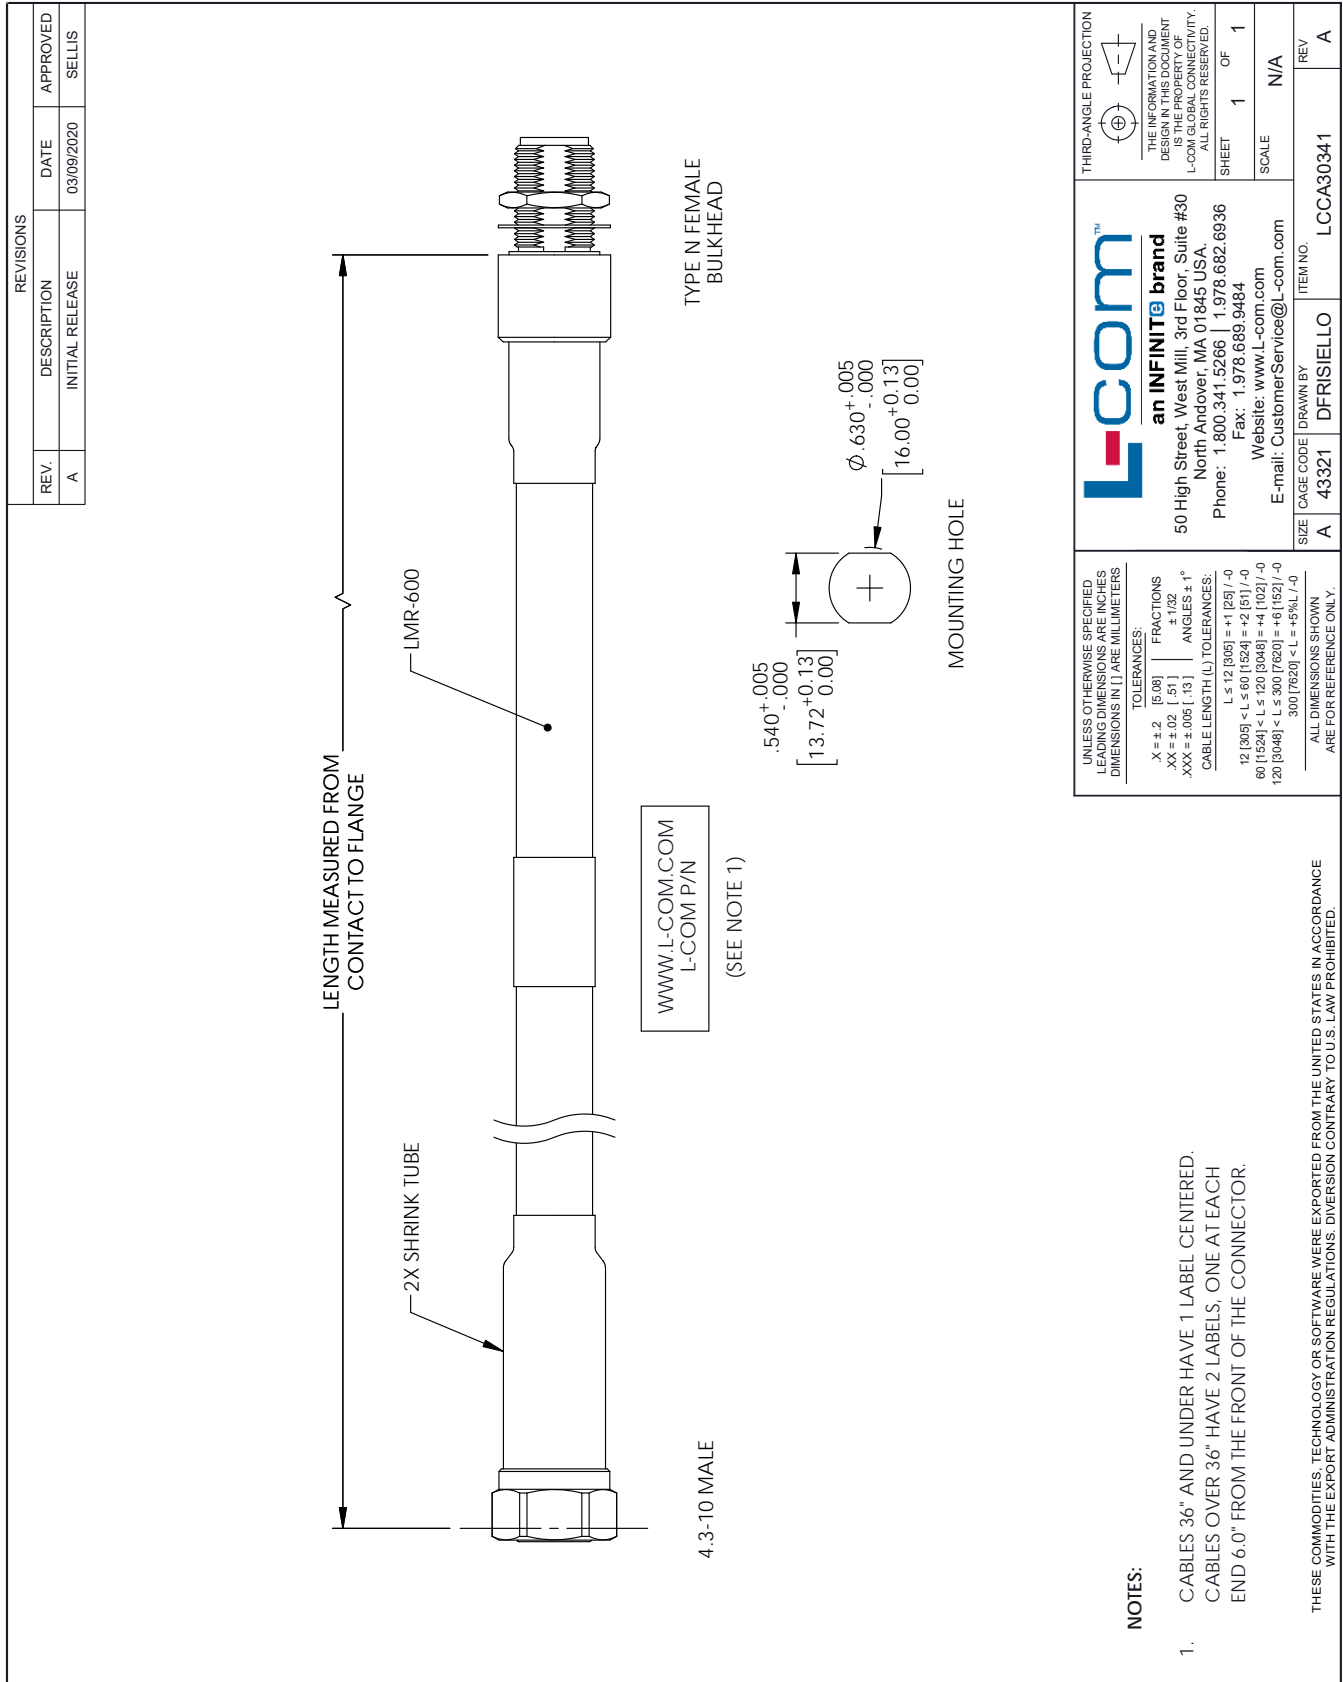 REVISIONS
REV. DESCRIPTION DATE APPROVED
A INITIAL RELEASE 03/09/2020 SELLIS
LENGTH MEASURED FROM
CONTACT TO FLANGE
2X SHRINK TUBE
LMR-600
4.3-10 MALE
TYPE N FEMALE
BULKHEAD
WWW.L-COM.COM
L-COM P/N
(SEE NOTE 1)
.540 +.005
-.000
[13.72 +0.13
0.00]
Ø.630 +.005
-.000
[16.00 +0.13
0.00]
MOUNTING HOLE
NOTES:
1. CABLES 36" AND UNDER HAVE 1 LABEL CENTERED.
CABLES OVER 36" HAVE 2 LABELS, ONE AT EACH
END 6.0" FROM THE FRONT OF THE CONNECTOR.
THESE COMMODITIES, TECHNOLOGY OR SOFTWARE WERE EXPORTED FROM THE UNITED STATES IN ACCORDANCE
WITH THE EXPORT ADMINISTRATION REGULATIONS. DIVERSION CONTRARY TO U.S. LAW PROHIBITED.
UNLESS OTHERWISE SPECIFIED
LEADING DIMENSIONS ARE INCHES
DIMENSIONS IN [ ] ARE MILLIMETERS
TOLERANCES:
.X = ±.2 [5.08] FRACTIONS
.XX = ±.02 [.51] ± 1/32
.XXX = ±.005 [.13] ANGLES ± 1°
CABLE LENGTH (L) TOLERANCES:
L ≤ 12 [305] = +1 [25] / -0
12 [305] < L ≤ 60 [1524] = +2 [51] / -0
60 [1524] < L ≤ 120 [3048] = +4 [102] / -0
120 [3048] < L ≤ 300 [7620] = +6 [152] / -0
300 [7620] < L = +5%L / -0
ALL DIMENSIONS SHOWN
ARE FOR REFERENCE ONLY.
L-com™
an INFINITe brand
50 High Street, West Mill, 3rd Floor, Suite #30
North Andover, MA 01845 USA.
Phone: 1.800.341.5266 | 1.978.682.6936
Fax: 1.978.689.9484
Website: www.L-com.com
E-mail: CustomerService@L-com.com
THIRD-ANGLE PROJECTION
THE INFORMATION AND
DESIGN IN THIS DOCUMENT
IS THE PROPERTY OF
L-COM GLOBAL CONNECTIVITY.
ALL RIGHTS RESERVED.
SHEET 1 OF 1
SCALE N/A
SIZE A
CAGE CODE 43321
DRAWN BY DFRISIELLO
ITEM NO. LCCA30341
REV A